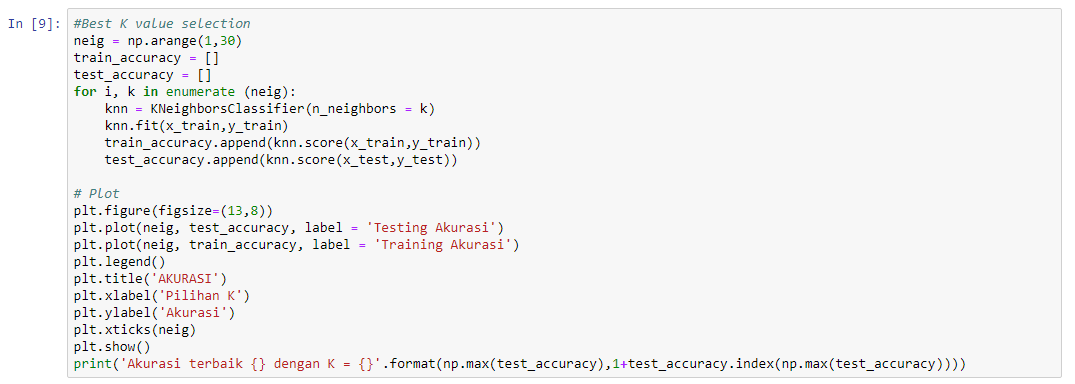 In [9]: #Best K value selection
neig = np.arange(1,30)
train_accuracy = []
test_accuracy = []
for i, k in enumerate (neig):
    knn = KNeighborsClassifier(n_neighbors = k)
    knn.fit(x_train,y_train)
    train_accuracy.append(knn.score(x_train,y_train))
    test_accuracy.append(knn.score(x_test,y_test))

# Plot
plt.figure(figsize=(13,8))
plt.plot(neig, test_accuracy, label = 'Testing Akurasi')
plt.plot(neig, train_accuracy, label = 'Training Akurasi')
plt.legend()
plt.title('AKURASI')
plt.xlabel('Pilihan K')
plt.ylabel('Akurasi')
plt.xticks(neig)
plt.show()
print('Akurasi terbaik {} dengan K = {}'.format(np.max(test_accuracy),1+test_accuracy.index(np.max(test_accuracy))))